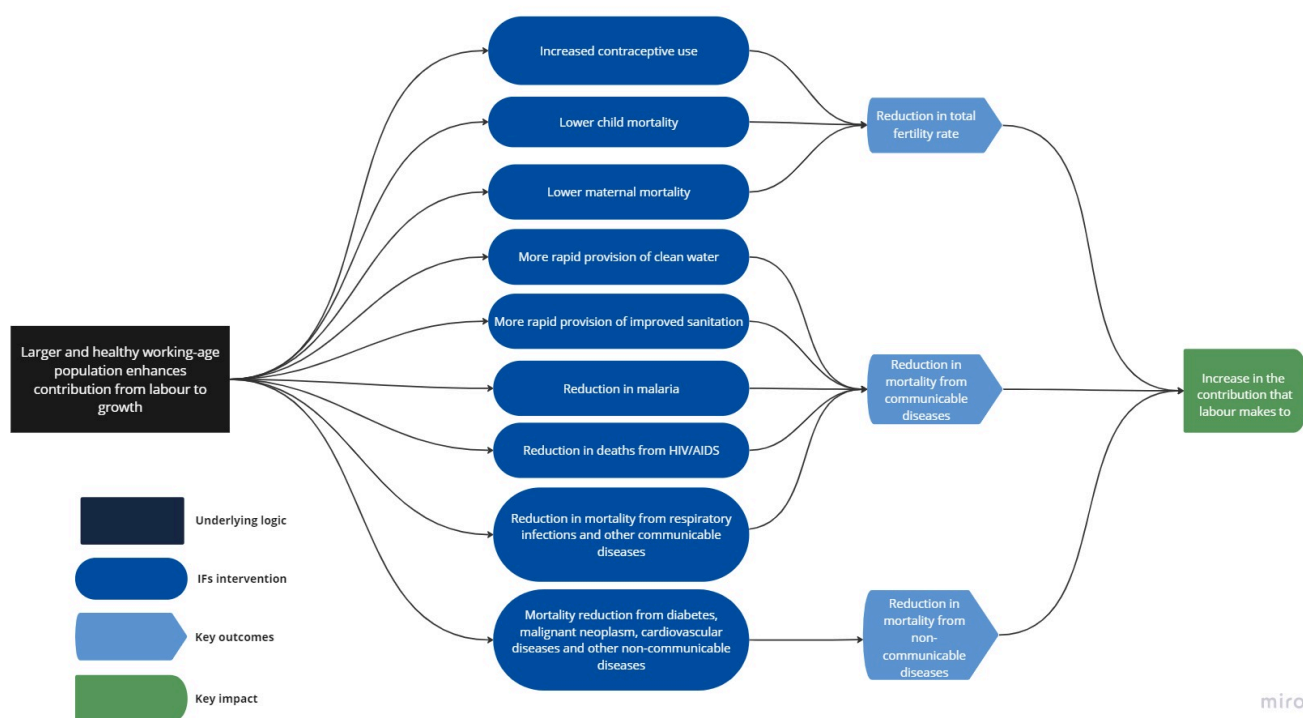 Increased contraceptive use
Lower child mortality
Lower maternal mortality
More rapid provision of clean water
More rapid provision of improved sanitation
Reduction in malaria
Reduction in deaths from HIV/AIDS
Reduction in mortality from respiratory
infections and other communicable
diseases
Mortality reduction from diabetes,
malignant neoplasm, cardiovascular
diseases and other non-communicable
diseases
Reduction in total
fertility rate
Reduction in
mortality from
communicable
diseases
Reduction in
mortality from
non-
communicable
diseases
Larger and healthy working-age
population enhances
contribution from labour to
growth
Increase in the
contribution that
labour makes to
Underlying logic
IFs intervention
Key outcomes
Key impact
miro